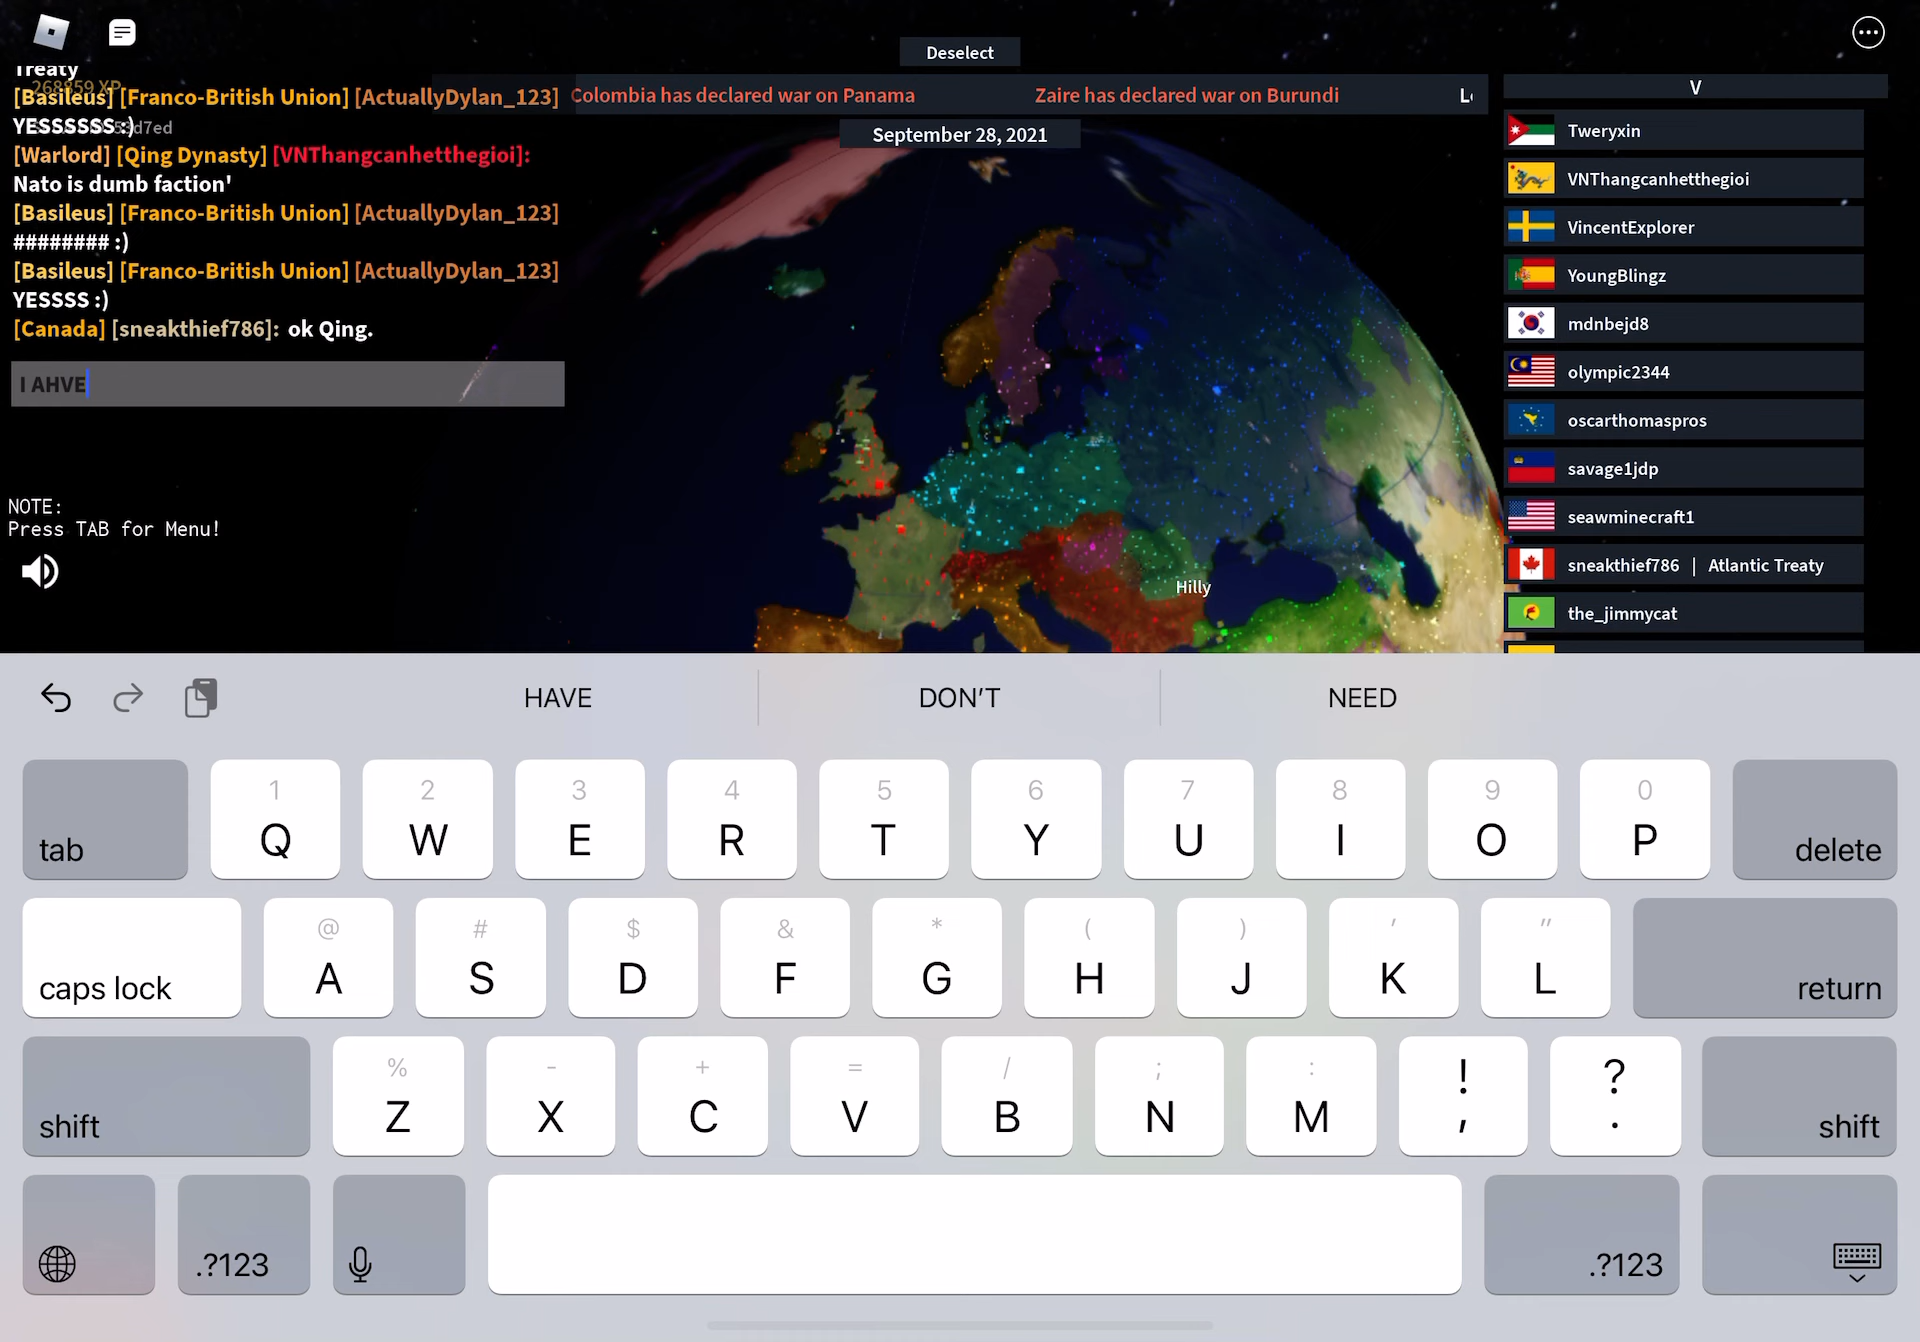 Treaty
268859 XP
[Basileus] [Franco-British Union] [ActuallyDylan_123]
YESSSSSS :)
d7ed
[Warlord] [Qing Dynasty] [VNThangcanhetthegioi]:
Nato is dumb faction'
[Basileus] [Franco-British Union] [ActuallyDylan_123]
######## :)
[Basileus] [Franco-British Union] [ActuallyDylan_123]
YESSSS :)
[Canada] [sneakthief786]: ok Qing.
I AHVE
NOTE:
Press TAB for Menu!
Deselect
Colombia has declared war on Panama Zaire has declared war on Burundi
September 28, 2021
Hilly
V
Tweryxin
VNThangcanhetthegioi
VincentExplorer
YoungBlingz
mdnbejd8
olympic2344
oscarthomaspros
savage1jdp
seawminecraft1
sneakthief786 | Atlantic Treaty
the_jimmycat
HAVE DON'T NEED
1 2 3 4 5 6 7 8 9 0
tab Q W E R T Y U I O P delete
@ # $ & * ( ) ' "
caps lock A S D F G H J K L return
% - + = / ; : ! ?
shift Z X C V B N M , . shift
.?123 .?123